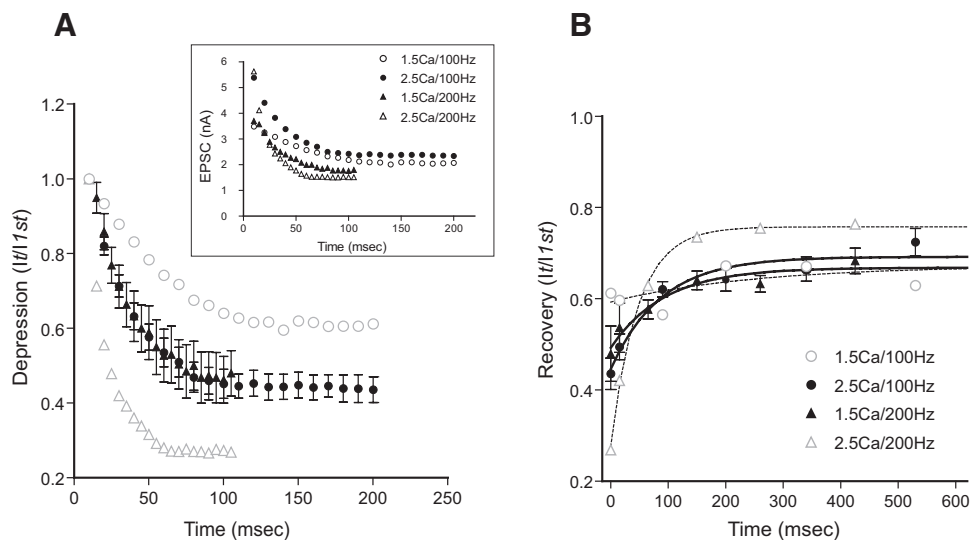 A
B
1.5Ca/100Hz
2.5Ca/100Hz
1.5Ca/200Hz
2.5Ca/200Hz
6
5
4
3
2
1
0
EPSC (nA)
0 50 100 150 200
Time (msec)
1.2
1.0
0.8
0.6
0.4
0.2
Depression (It/I1st)
0 50 100 150 200 250
Time (msec)
1.0
0.8
0.6
0.4
0.2
Recovery (It/I1st)
1.5Ca/100Hz
2.5Ca/100Hz
1.5Ca/200Hz
2.5Ca/200Hz
0 100 200 300 400 500 600
Time (msec)